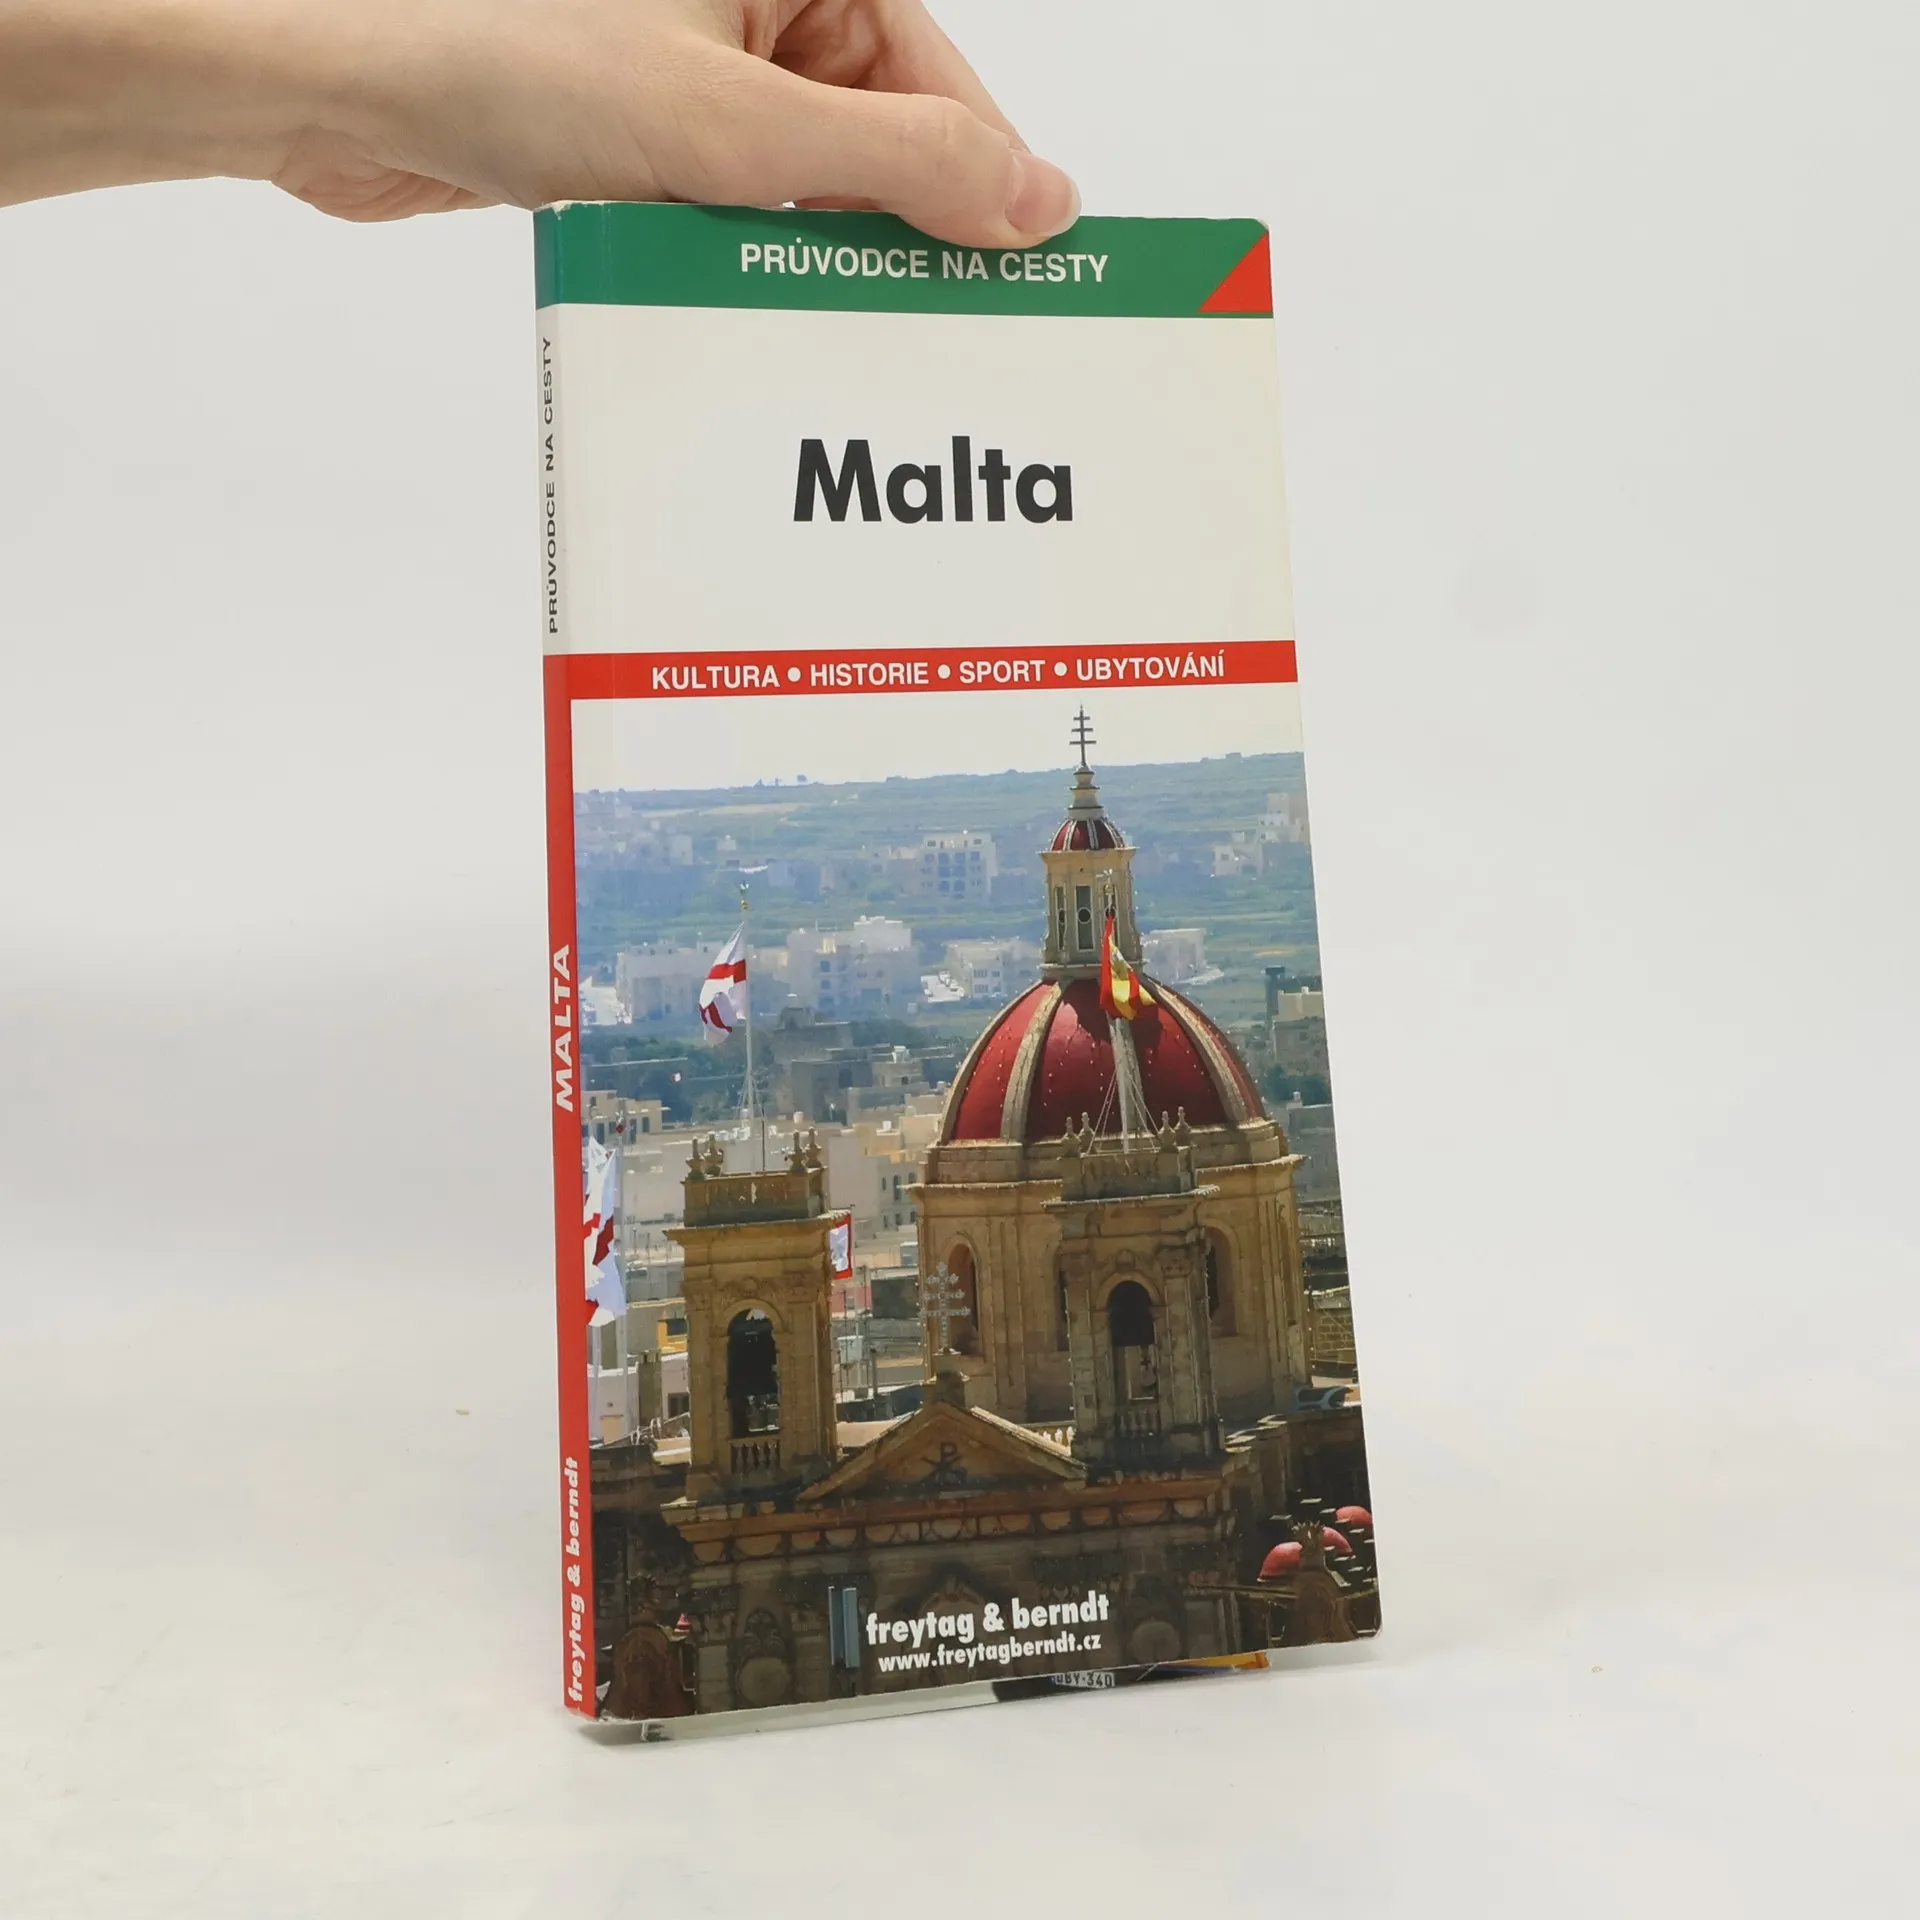 PRŮVODCE NA CESTY
Malta
KULTURA • HISTORIE • SPORT • UBYTOVÁNÍ
freytag & berndt
www.freytagberndt.cz
PRŮVODCE NA CESTY
MALTA
freytag & berndt